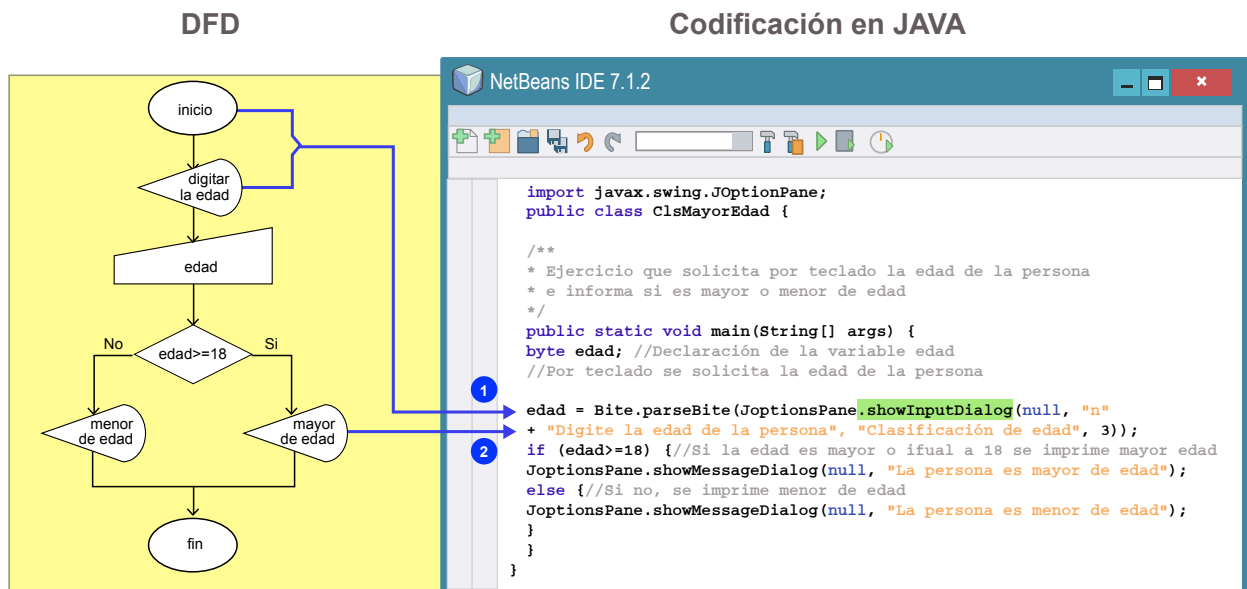 DFD
Codificación en JAVA
inicio
digitar
la edad
edad
No
edad>=18
Si
menor
de edad
mayor
de edad
fin
NetBeans IDE 7.1.2
import javax.swing.JOptionPane;
public class ClsMayorEdad {
/**
* Ejercicio que solicita por teclado la edad de la persona
* e informa si es mayor o menor de edad
*/
public static void main(String[] args) {
byte edad; //Declaración de la variable edad
//Por teclado se solicita la edad de la persona
1
edad = Bite.parseBite(JoptionsPane.showInputDialog(null, "n"
+ "Digite la edad de la persona", "Clasificación de edad", 3));
2
if (edad>=18) {//Si la edad es mayor o ifual a 18 se imprime mayor edad
JoptionsPane.showMessageDialog(null, "La persona es mayor de edad");
else {//Si no, se imprime menor de edad
JoptionsPane.showMessageDialog(null, "La persona es menor de edad");
}
}
}